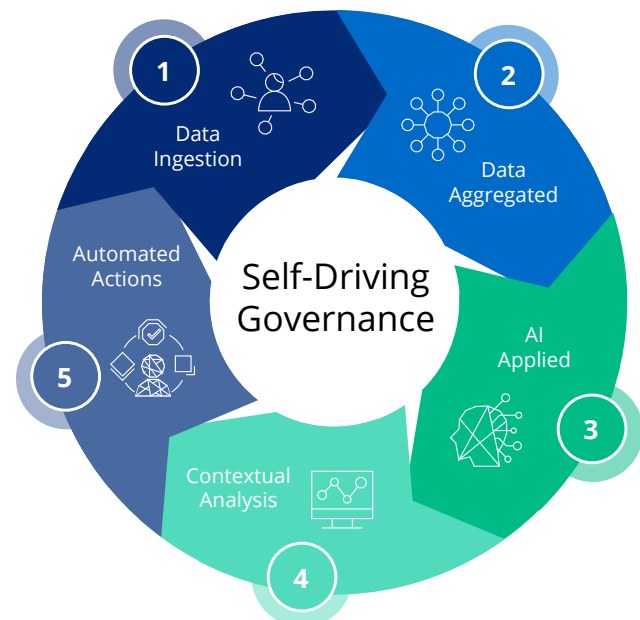 1
Data
Ingestion
2
Data
Aggregated
3
AI
Applied
4
Contextual
Analysis
5
Automated
Actions
Self-Driving
Governance